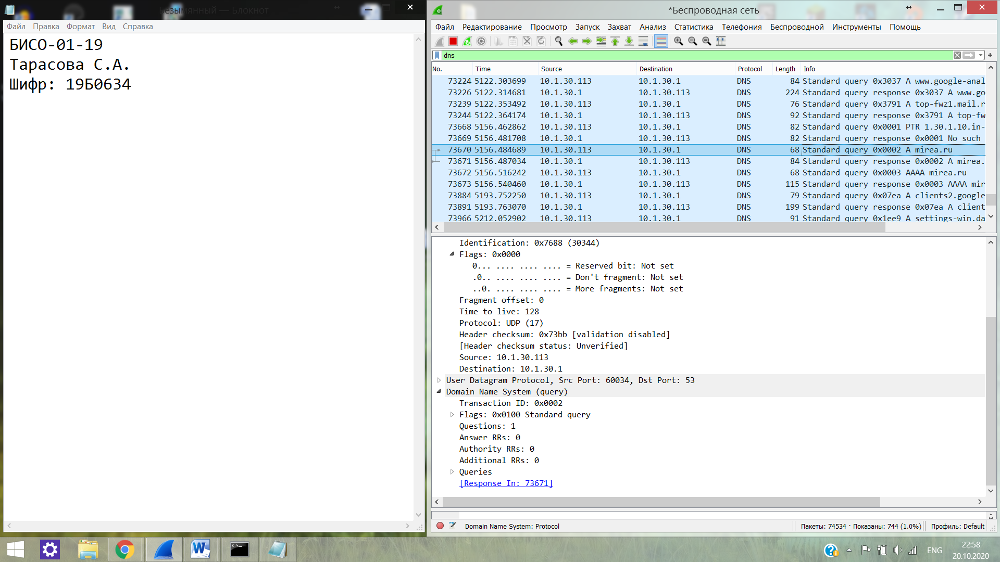 Безымянный — Блокнот
Файл Правка Формат Вид Справка
БИСО-01-19
Тарасова С.А.
Шифр: 19Б0634
*Беспроводная сеть
Файл Редактирование Просмотр Запуск Захват Анализ Статистика Телефония Беспроводной Инструменты Помощь
dns
No. Time Source Destination Protocol Length Info
73224 5122.303699 10.1.30.113 10.1.30.1 DNS 84 Standard query 0x3037 A www.google-anal
73226 5122.314681 10.1.30.1 10.1.30.113 DNS 224 Standard query response 0x3037 A www.go
73239 5122.353492 10.1.30.113 10.1.30.1 DNS 76 Standard query 0x3791 A top-fwz1.mail.r
73244 5122.364174 10.1.30.1 10.1.30.113 DNS 92 Standard query response 0x3791 A top-fw
73668 5156.462862 10.1.30.113 10.1.30.1 DNS 82 Standard query 0x0001 PTR 1.30.1.10.in-
73669 5156.481708 10.1.30.1 10.1.30.113 DNS 82 Standard query response 0x0001 No such
73670 5156.484689 10.1.30.113 10.1.30.1 DNS 68 Standard query 0x0002 A mirea.ru
73671 5156.487034 10.1.30.1 10.1.30.113 DNS 84 Standard query response 0x0002 A mirea.
73672 5156.516242 10.1.30.113 10.1.30.1 DNS 68 Standard query 0x0003 AAAA mirea.ru
73673 5156.540460 10.1.30.1 10.1.30.113 DNS 115 Standard query response 0x0003 AAAA mir
73884 5193.752250 10.1.30.113 10.1.30.1 DNS 79 Standard query 0x07ea A clients2.google
73891 5193.763070 10.1.30.1 10.1.30.113 DNS 199 Standard query response 0x07ea A client
73966 5212.052902 10.1.30.113 10.1.30.1 DNS 91 Standard query 0x1ee9 A settings-win.da
Identification: 0x7688 (30344)
Flags: 0x0000
0... .... .... .... = Reserved bit: Not set
.0.. .... .... .... = Don't fragment: Not set
..0. .... .... .... = More fragments: Not set
Fragment offset: 0
Time to live: 128
Protocol: UDP (17)
Header checksum: 0x73bb [validation disabled]
[Header checksum status: Unverified]
Source: 10.1.30.113
Destination: 10.1.30.1
User Datagram Protocol, Src Port: 60034, Dst Port: 53
Domain Name System (query)
Transaction ID: 0x0002
Flags: 0x0100 Standard query
Questions: 1
Answer RRs: 0
Authority RRs: 0
Additional RRs: 0
Queries
[Response In: 73671]
Domain Name System: Protocol
Пакеты: 74534 · Показаны: 744 (1.0%)
Профиль: Default
ENG
22:58
20.10.2020